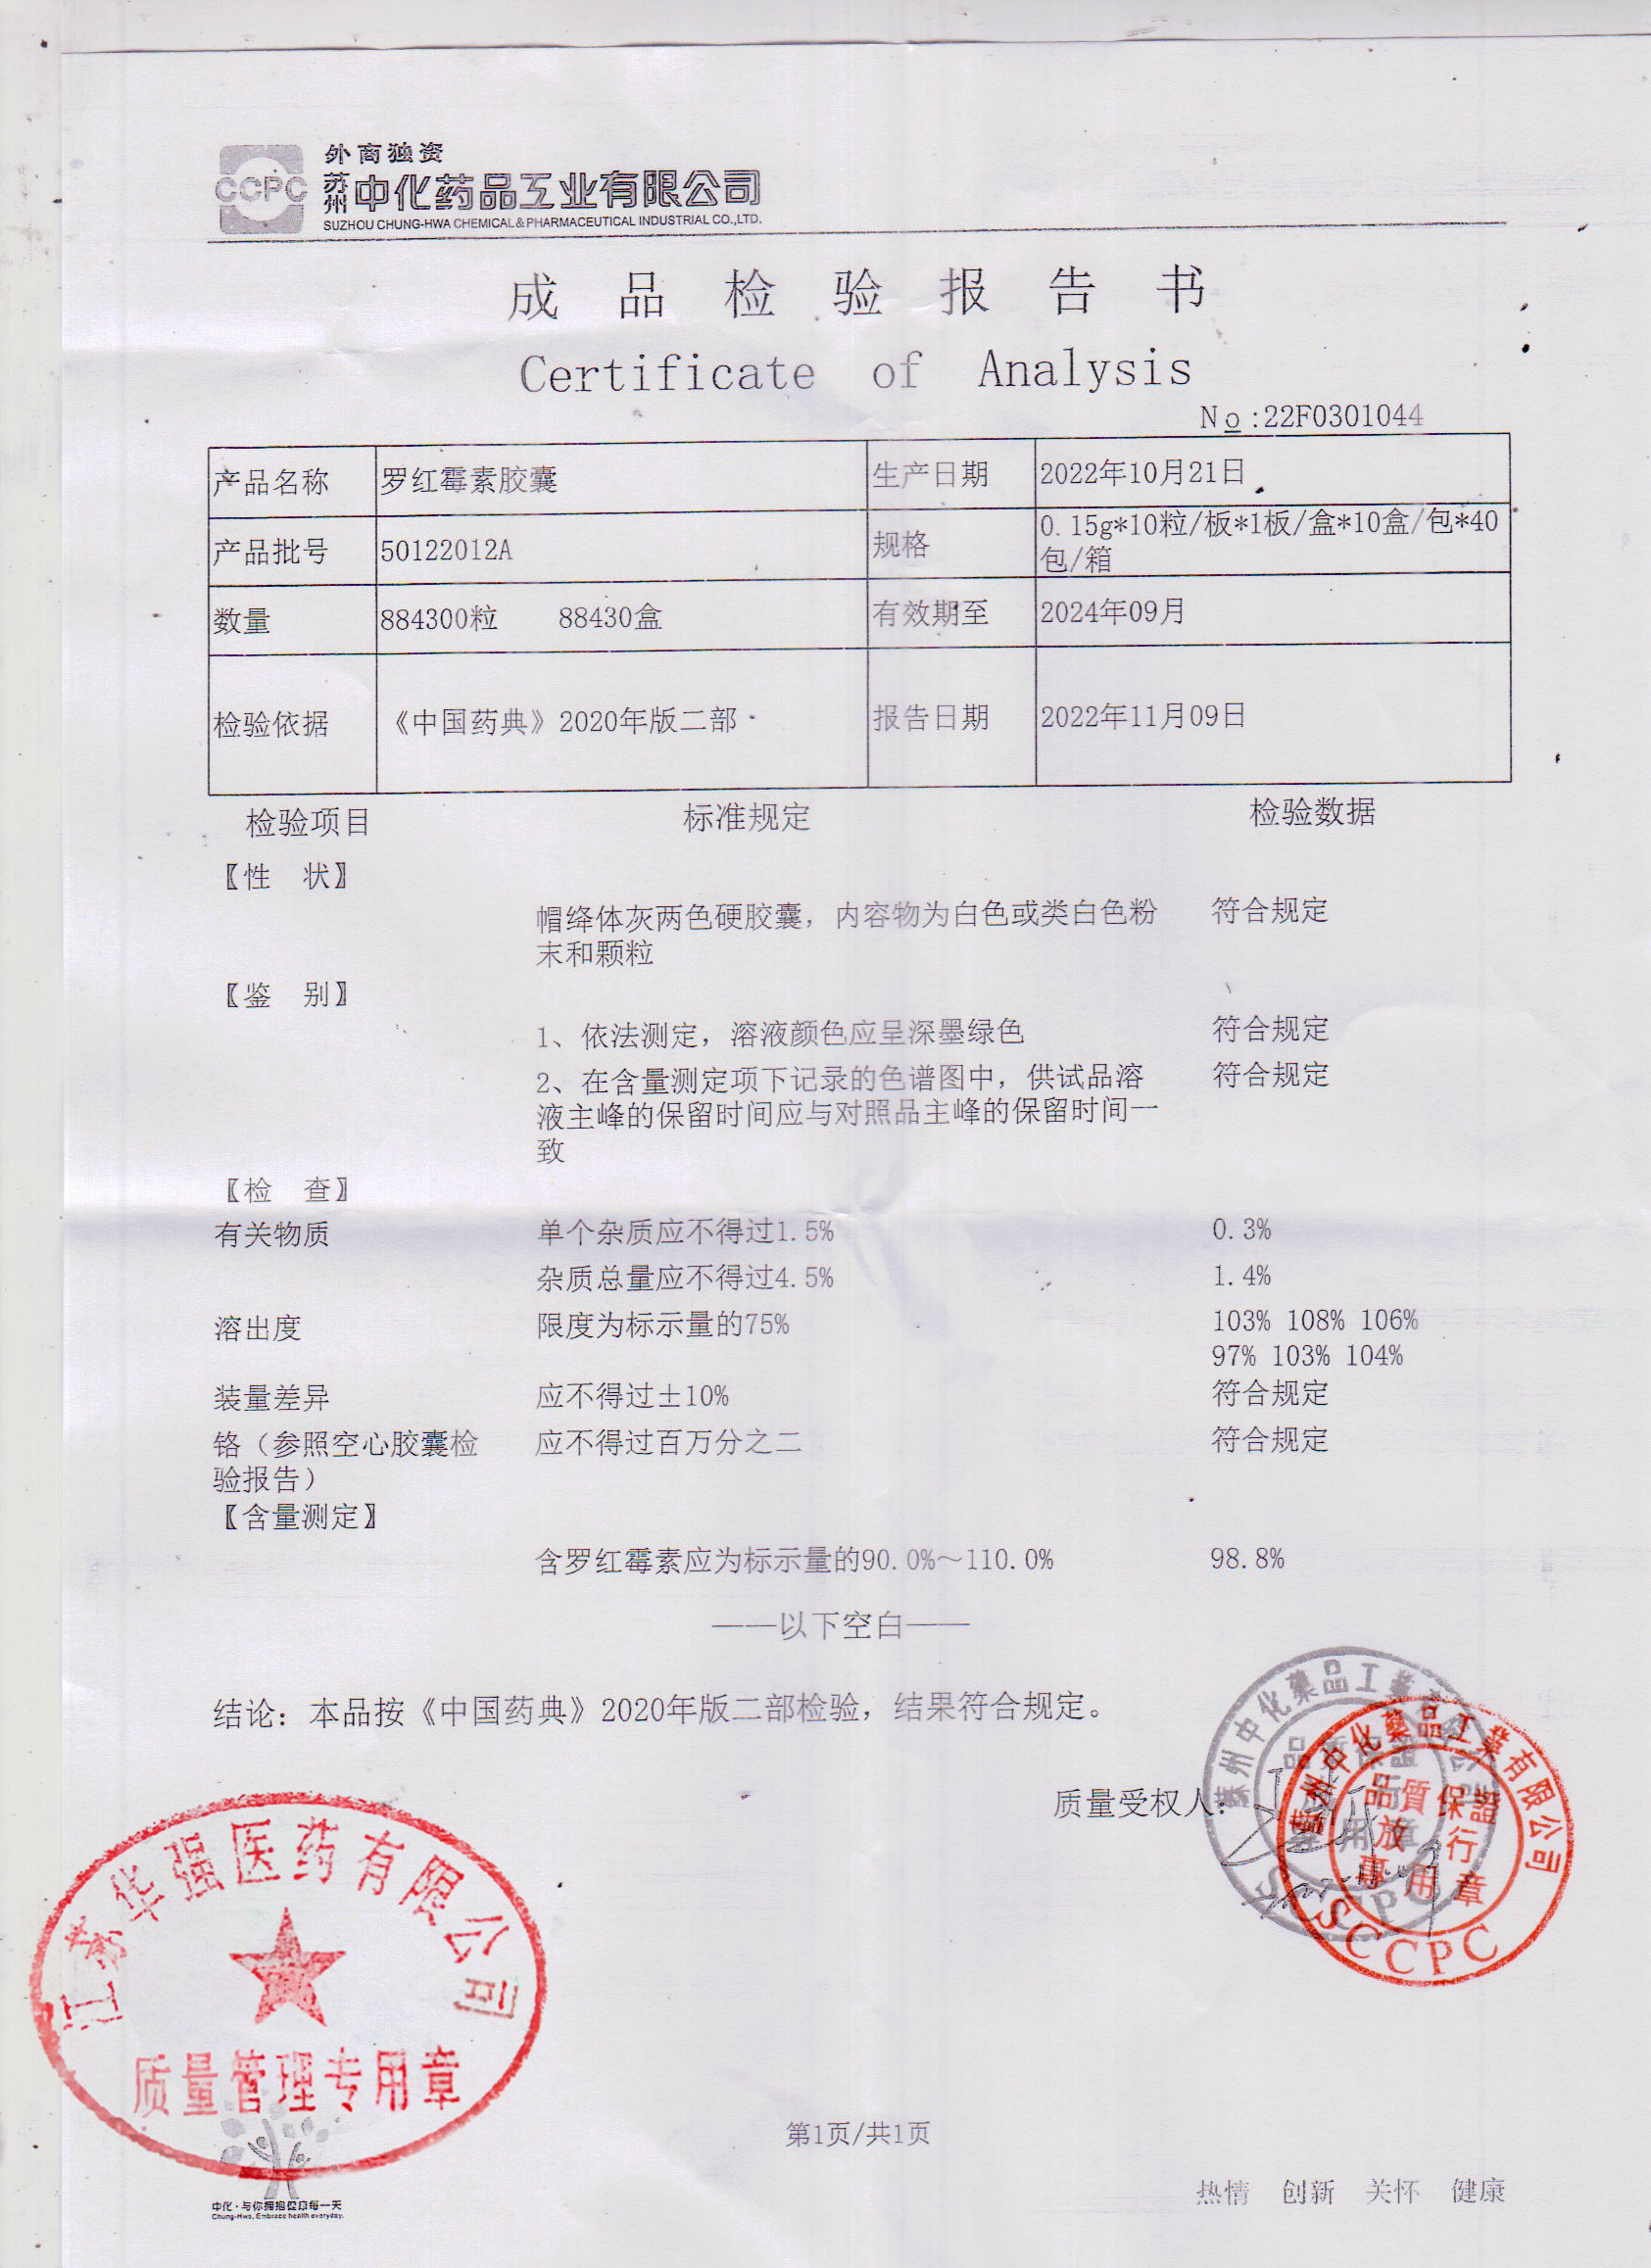 CCPC
外商独资
苏州中化药品工业有限公司
SUZHOU CHUNG-HWA CHEMICAL & PHARMACEUTICAL INDUSTRIAL CO.,LTD.
成品检验报告书
Certificate of Analysis
No:22F0301044
产品名称 罗红霉素胶囊 生产日期 2022年10月21日
产品批号 50122012A 规格 0.15g*10粒/板*1板/盒*10盒/包*40
包/箱
数量 884300粒 88430盒 有效期至 2024年09月
检验依据 《中国药典》2020年版二部 报告日期 2022年11月09日
检验项目 标准规定 检验数据
〖性 状〗
帽绛体灰两色硬胶囊，内容物为白色或类白色粉 符合规定
末和颗粒
〖鉴 别〗
1、依法测定，溶液颜色应呈深墨绿色 符合规定
2、在含量测定项下记录的色谱图中，供试品溶 符合规定
液主峰的保留时间应与对照品主峰的保留时间一
致
〖检 查〗
有关物质 单个杂质应不得过1.5% 0.3%
杂质总量应不得过4.5% 1.4%
溶出度 限度为标示量的75% 103% 108% 106%
97% 103% 104%
装量差异 应不得过±10% 符合规定
铬（参照空心胶囊检 应不得过百万分之二 符合规定
验报告）
〖含量测定〗
含罗红霉素应为标示量的90.0%～110.0% 98.8%
——以下空白——
结论：本品按《中国药典》2020年版二部检验，结果符合规定。
质量受权人：
蘇州中化藥品工業有限公司
品質保證
放行
專用章
SCCPC
江苏华强医药有限公司
质量管理专用章
第1页/共1页
中化·与你拥抱健康每一天
Chung-Hwa, Embrace health everyday.
热情 创新 关怀 健康